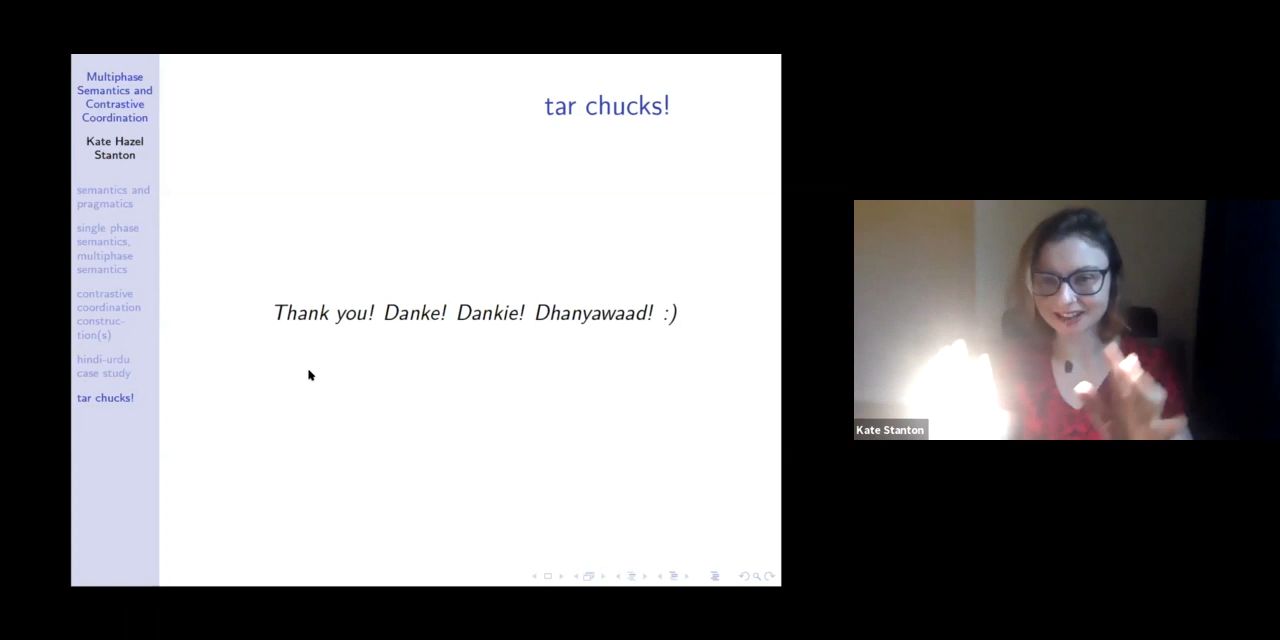 Multiphase
Semantics and
Contrastive
Coordination
Kate Hazel
Stanton
semantics and
pragmatics
single phase
semantics,
multiphase
semantics
contrastive
coordination
construc-
tion(s)
hindi-urdu
case study
tar chucks!
tar chucks!
Thank you! Danke! Dankie! Dhanyawaad! :)
Kate Stanton